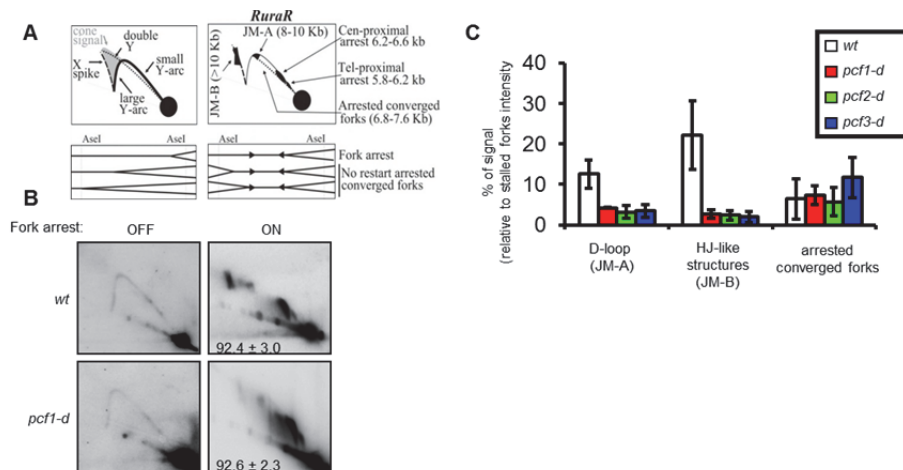 A
RuraR
cone
signal
double
Y
X
spike
small
Y-arc
large
Y-arc
JM-B (>10 Kb)
JM-A (8-10 Kb)
Cen-proximal
arrest 6.2-6.6 kb
Tel-proximal
arrest 5.8-6.2 kb
Arrested converged
forks (6.8-7.6 Kb)
AseI AseI
AseI AseI
Fork arrest
No restart arrested
converged forks
B
Fork arrest: OFF ON
wt
92.4 ± 3.0
pcf1-d
92.6 ± 2.3
C
% of signal
(relative to stalled forks intensity)
40
30
20
10
0
D-loop
(JM-A)
HJ-like
structures
(JM-B)
arrested
converged forks
wt
pcf1-d
pcf2-d
pcf3-d